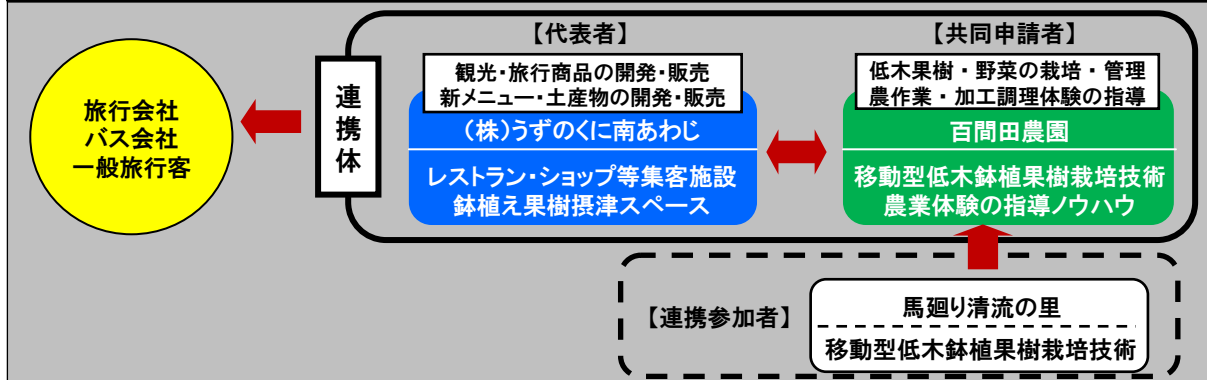 旅行会社
バス会社
一般旅行客
連携体
【代表者】
観光・旅行商品の開発・販売
新メニュー・土産物の開発・販売
(株)うずのくに南あわじ
レストラン・ショップ等集客施設
鉢植え果樹摂津スペース
【共同申請者】
低木果樹・野菜の栽培・管理
農作業・加工調理体験の指導
百間田農園
移動型低木鉢植果樹栽培技術
農業体験の指導ノウハウ
【連携参加者】
馬廻り清流の里
移動型低木鉢植果樹栽培技術